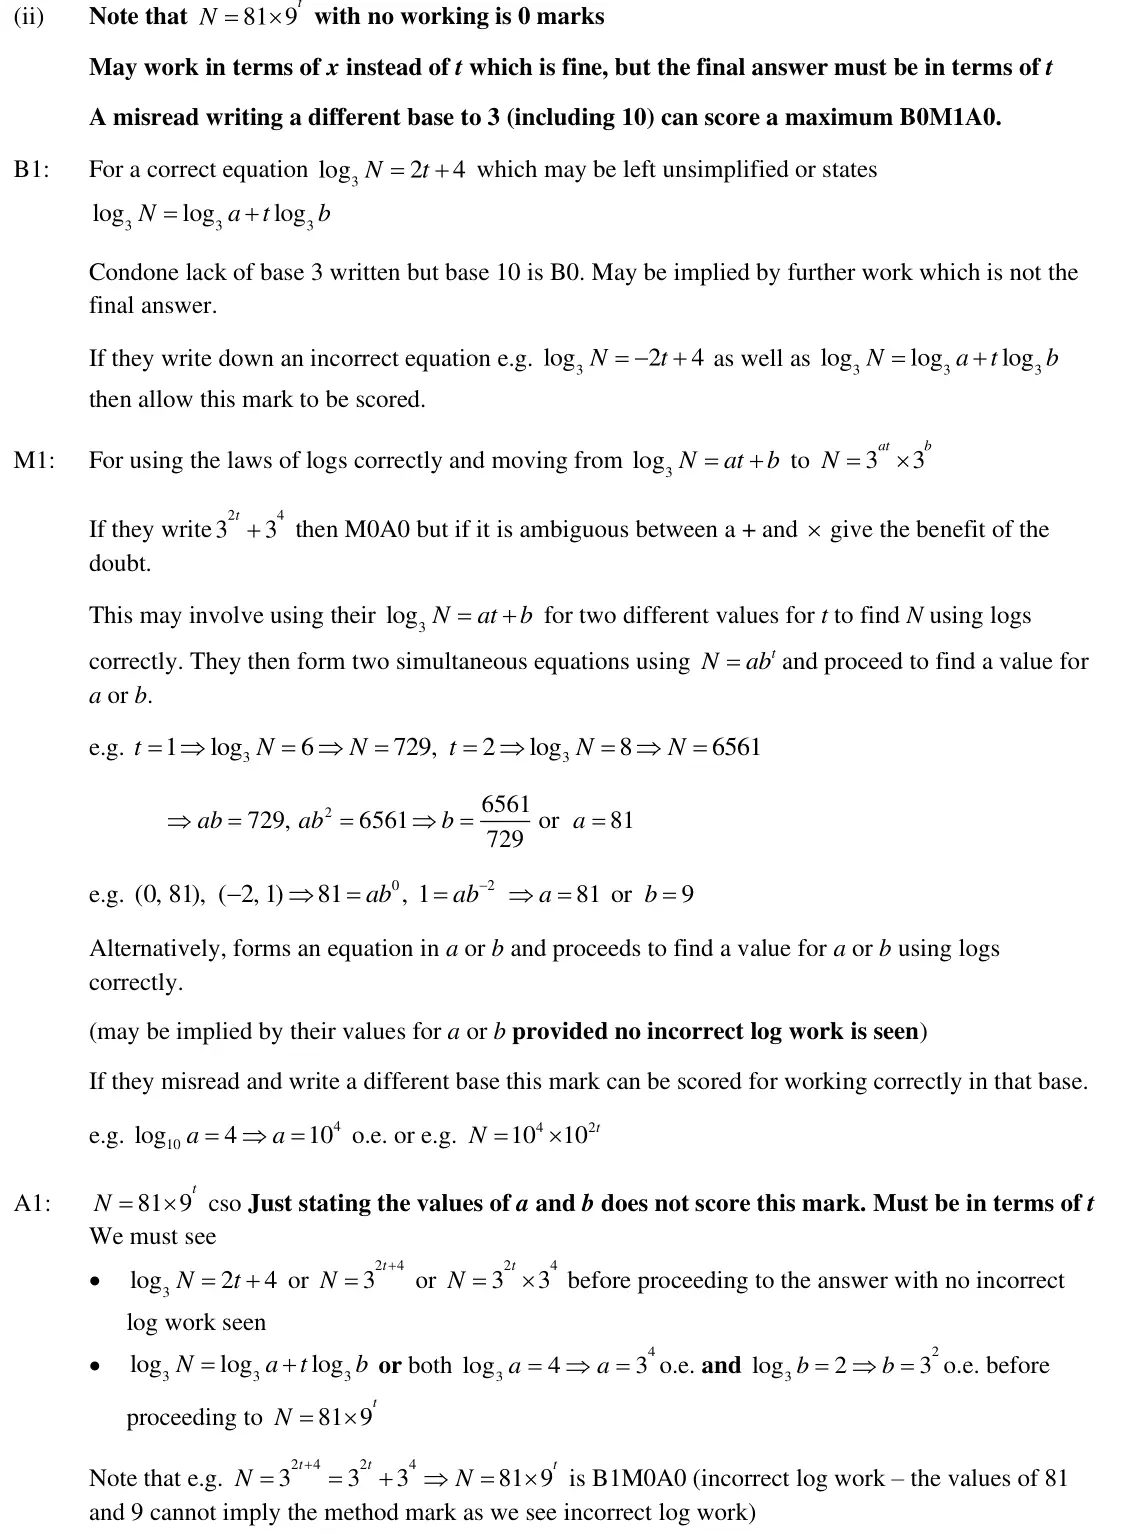 (ii) Note that N = 81×9^t with no working is 0 marks
May work in terms of x instead of t which is fine, but the final answer must be in terms of t
A misread writing a different base to 3 (including 10) can score a maximum B0M1A0.
B1: For a correct equation log₃ N = 2t + 4 which may be left unsimplified or states
log₃ N = log₃ a + t log₃ b
Condone lack of base 3 written but base 10 is B0. May be implied by further work which is not the
final answer.
If they write down an incorrect equation e.g. log₃ N = −2t + 4 as well as log₃ N = log₃ a + t log₃ b
then allow this mark to be scored.
M1: For using the laws of logs correctly and moving from log₃ N = at + b to N = 3^{at} × 3^b
If they write 3^{2t} + 3^4 then M0A0 but if it is ambiguous between a + and × give the benefit of the
doubt.
This may involve using their log₃ N = at + b for two different values for t to find N using logs
correctly. They then form two simultaneous equations using N = ab^t and proceed to find a value for
a or b.
e.g. t = 1 ⇒ log₃ N = 6 ⇒ N = 729, t = 2 ⇒ log₃ N = 8 ⇒ N = 6561
⇒ ab = 729, ab² = 6561 ⇒ b = 6561/729 or a = 81
e.g. (0, 81), (−2, 1) ⇒ 81 = ab⁰, 1 = ab⁻² ⇒ a = 81 or b = 9
Alternatively, forms an equation in a or b and proceeds to find a value for a or b using logs
correctly.
(may be implied by their values for a or b provided no incorrect log work is seen)
If they misread and write a different base this mark can be scored for working correctly in that base.
e.g. log₁₀ a = 4 ⇒ a = 10⁴ o.e. or e.g. N = 10⁴ × 10^{2t}
A1: N = 81×9^t cso Just stating the values of a and b does not score this mark. Must be in terms of t
We must see
• log₃ N = 2t + 4 or N = 3^{2t+4} or N = 3^{2t} × 3^4 before proceeding to the answer with no incorrect
log work seen
• log₃ N = log₃ a + t log₃ b or both log₃ a = 4 ⇒ a = 3^4 o.e. and log₃ b = 2 ⇒ b = 3^2 o.e. before
proceeding to N = 81×9^t
Note that e.g. N = 3^{2t+4} = 3^{2t} + 3^4 ⇒ N = 81×9^t is B1M0A0 (incorrect log work – the values of 81
and 9 cannot imply the method mark as we see incorrect log work)